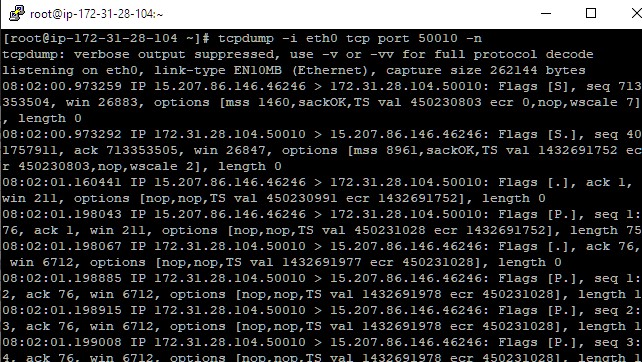 root@ip-172-31-28-104:~
[root@ip-172-31-28-104 ~]# tcpdump -i eth0 tcp port 50010 -n
tcpdump: verbose output suppressed, use -v or -vv for full protocol decode
listening on eth0, link-type EN10MB (Ethernet), capture size 262144 bytes
08:02:00.973259 IP 15.207.86.146.46246 > 172.31.28.104.50010: Flags [S], seq 713
353504, win 26883, options [mss 1460,sackOK,TS val 450230803 ecr 0,nop,wscale 7]
, length 0
08:02:00.973292 IP 172.31.28.104.50010 > 15.207.86.146.46246: Flags [S.], seq 40
1757911, ack 713353505, win 26847, options [mss 8961,sackOK,TS val 1432691752 ec
r 450230803,nop,wscale 2], length 0
08:02:01.160441 IP 15.207.86.146.46246 > 172.31.28.104.50010: Flags [.], ack 1,
win 211, options [nop,nop,TS val 450230991 ecr 1432691752], length 0
08:02:01.198043 IP 15.207.86.146.46246 > 172.31.28.104.50010: Flags [P.], seq 1:
76, ack 1, win 211, options [nop,nop,TS val 450231028 ecr 1432691752], length 75
08:02:01.198067 IP 172.31.28.104.50010 > 15.207.86.146.46246: Flags [.], ack 76,
win 6712, options [nop,nop,TS val 1432691977 ecr 450231028], length 0
08:02:01.198885 IP 172.31.28.104.50010 > 15.207.86.146.46246: Flags [P.], seq 1:
2, ack 76, win 6712, options [nop,nop,TS val 1432691978 ecr 450231028], length 1
08:02:01.198915 IP 172.31.28.104.50010 > 15.207.86.146.46246: Flags [P.], seq 2:
3, ack 76, win 6712, options [nop,nop,TS val 1432691978 ecr 450231028], length 1
08:02:01.199008 IP 172.31.28.104.50010 > 15.207.86.146.46246: Flags [P.], seq 3:
4, ack 76, win 6712, options [nop,nop,TS val 1432691978 ecr 450231028], length 1